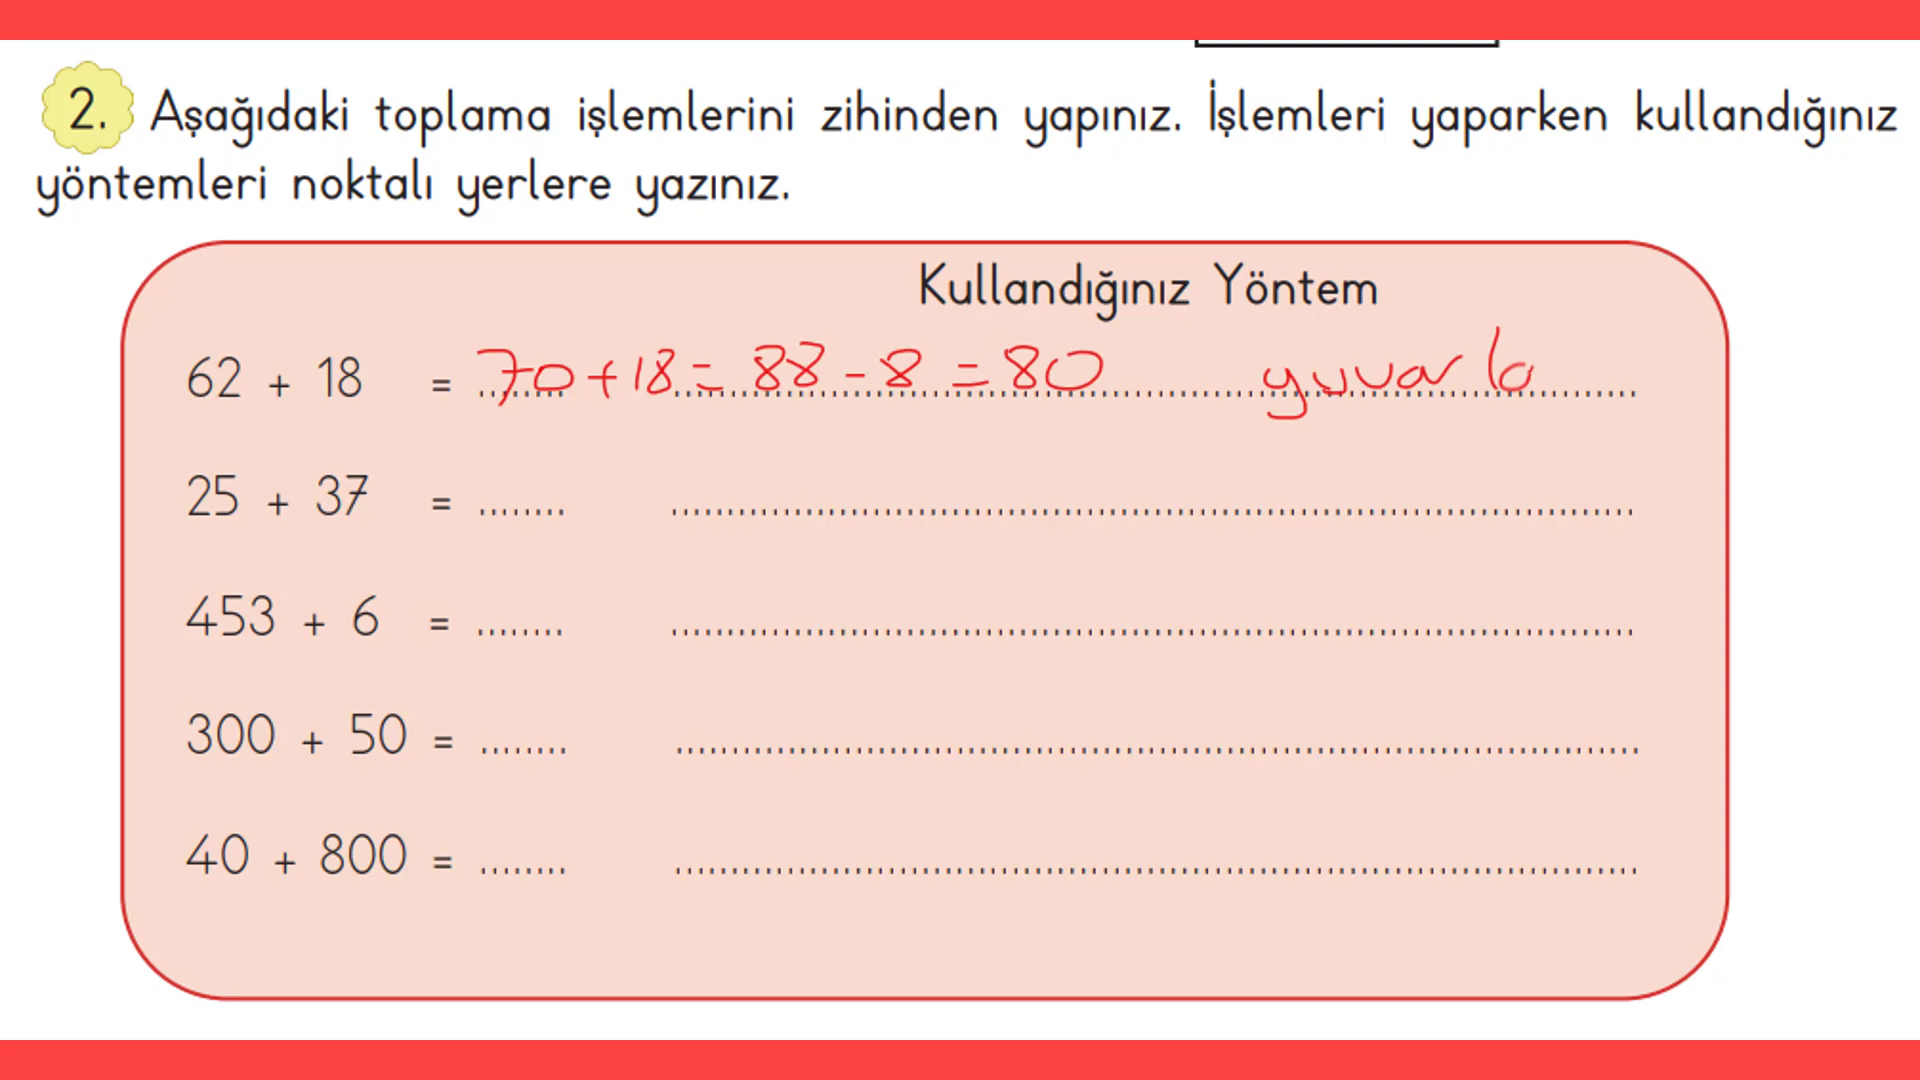 2. Aşağıdaki toplama işlemlerini zihinden yapınız. İşlemleri yaparken kullandığınız
yöntemleri noktalı yerlere yazınız.
Kullandığınız Yöntem
62 + 18 = 70+18= 88-8=80 yuvarla
25 + 37 = ........ ........
453 + 6 = ........ ........
300 + 50 = ........ ........
40 + 800 = ........ ........